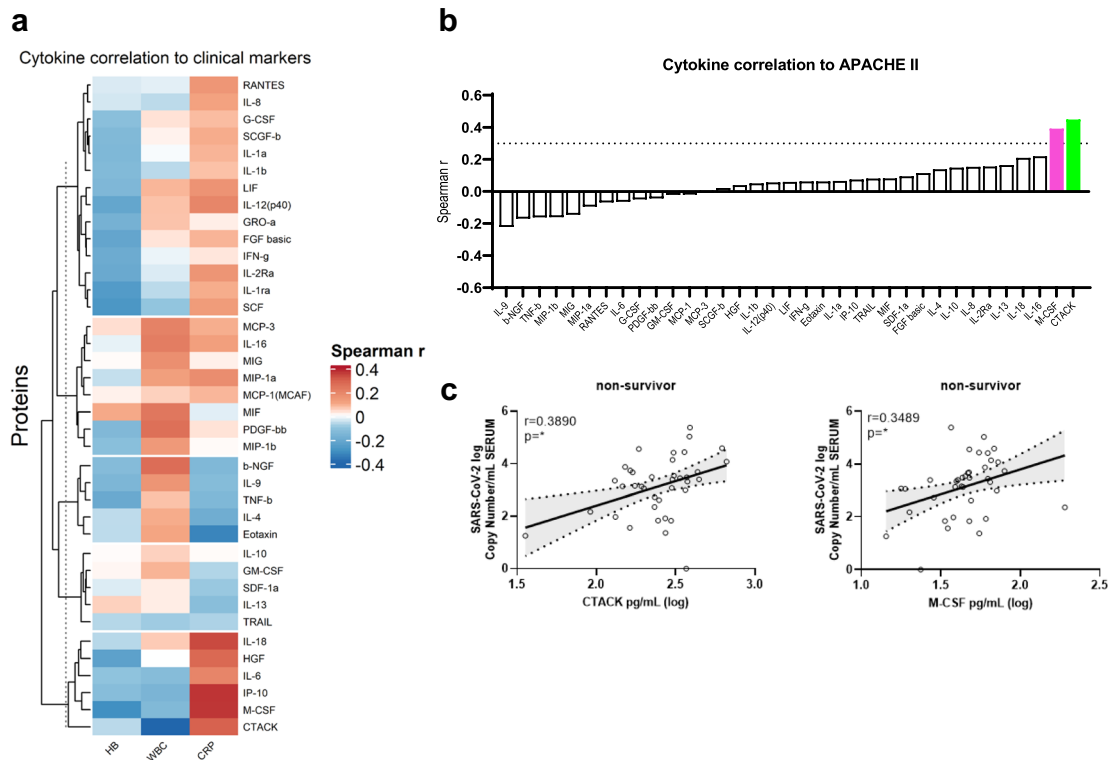 a
Cytokine correlation to clinical markers
RANTES
IL-8
G-CSF
SCGF-b
IL-1a
IL-1b
LIF
IL-12(p40)
GRO-a
FGF basic
IFN-g
IL-2Ra
IL-1ra
SCF
MCP-3
IL-16
MIG
MIP-1a
MCP-1(MCAF)
MIF
PDGF-bb
MIP-1b
b-NGF
IL-9
TNF-b
IL-4
Eotaxin
IL-10
GM-CSF
SDF-1a
IL-13
TRAIL
IL-18
HGF
IL-6
IP-10
M-CSF
CTACK
Proteins
HB
WBC
CRP
Spearman r
0.4
0.2
0
-0.2
-0.4
b
Cytokine correlation to APACHE II
Spearman r
0.6
0.4
0.2
0.0
-0.2
-0.4
-0.6
IL-9
b-NGF
TNF-b
MIP-1b
MIG
MIP-1a
RANTES
IL-6
G-CSF
PDGF-bb
GM-CSF
MCP-1
MCP-3
SCGF-b
HGF
IL-1b
IL-12(p40)
LIF
IFN-g
Eotaxin
IL-1a
IP-10
TRAIL
MIF
SDF-1a
FGF basic
IL-4
IL-10
IL-8
IL-2Ra
IL-13
IL-18
IL-16
M-CSF
CTACK
c
non-survivor
r=0.3890
p=*
SARS-CoV-2 log
Copy Number/mL SERUM
6
4
2
0
1.5
2.0
2.5
3.0
CTACK pg/mL (log)
non-survivor
r=0.3489
p=*
SARS-CoV-2 log
Copy Number/mL SERUM
6
4
2
0
1.0
1.5
2.0
2.5
M-CSF pg/mL (log)